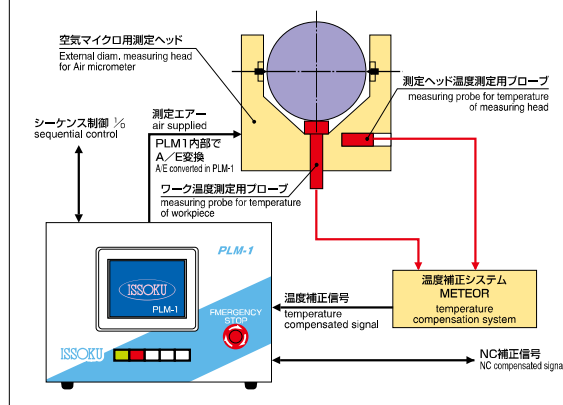 空気マイクロ用測定ヘッド
External diam. measuring head
for Air micrometer
測定ヘッド温度測定用プローブ
measuring probe for temperature
of measuring head
シーケンス制御 I/O
sequential control
測定エアー
air supplied
PLM1内部で
A／E変換
A/E converted in PLM-1
ワーク温度測定用プローブ
measuring probe for temperature
of workpiece
PLM-1
ISSOKU
PLM-1
EMERGENCY
STOP
ISSOKU
温度補正信号
temperature
compensated signal
温度補正システム
METEOR
temperature
compensation system
NC補正信号
NC compensated signa